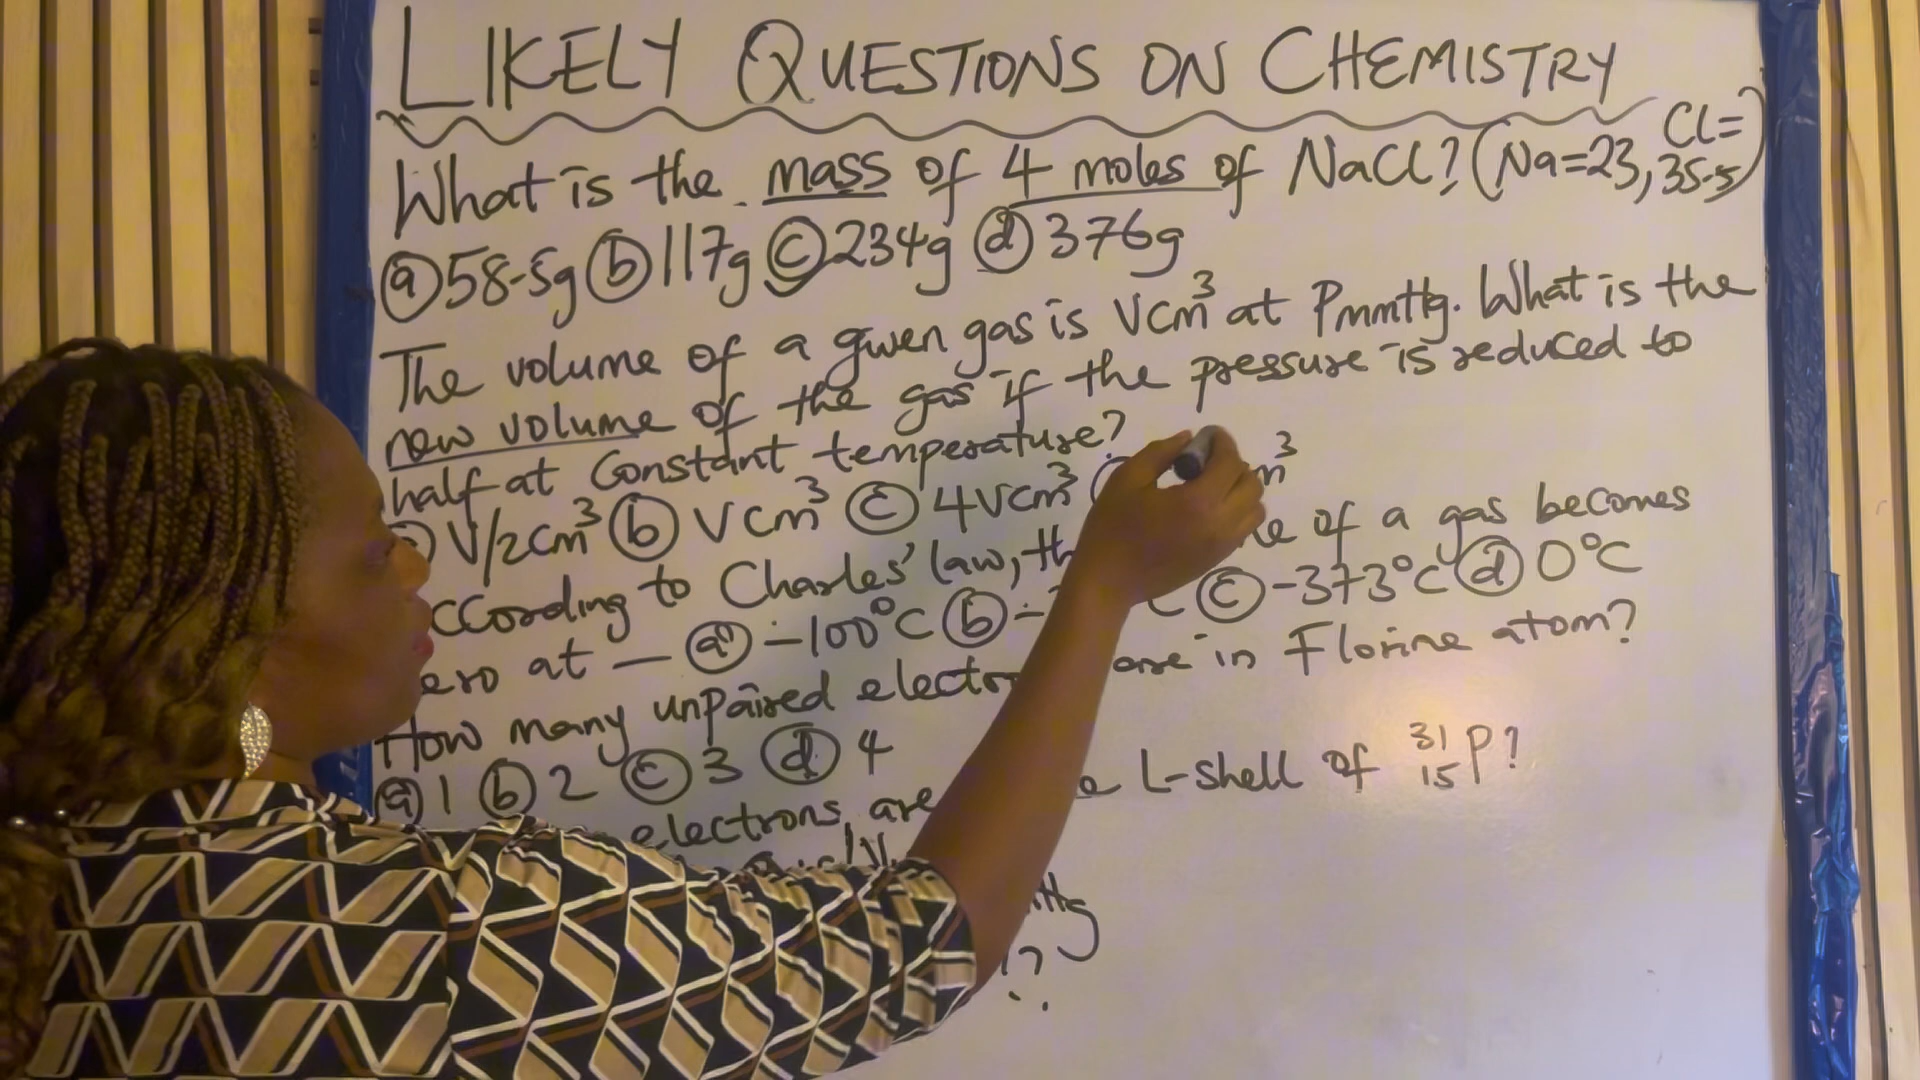 LIKELY QUESTIONS ON CHEMISTRY
What is the mass of 4 moles of NaCl? (Na=23, Cl=35.5)
(a) 58.5g (b) 117g (c) 234g (d) 376g
The volume of a given gas is Vcm³ at PmmHg. What is the
new volume of the gas if the pressure is reduced to
half at Constant temperature?
V/2cm³ (b) Vcm³ (c) 4Vcm³ m³
ccording to Charles' law, th e of a gas becomes
ero at — (a) -100°C (b) - C (c) -373°C (d) 0°C
How many unpaired electro are in Florine atom?
(a) 1 (b) 2 (c) 3 (d) 4
electrons are e L-shell of ³¹₁₅P?
Hg
?